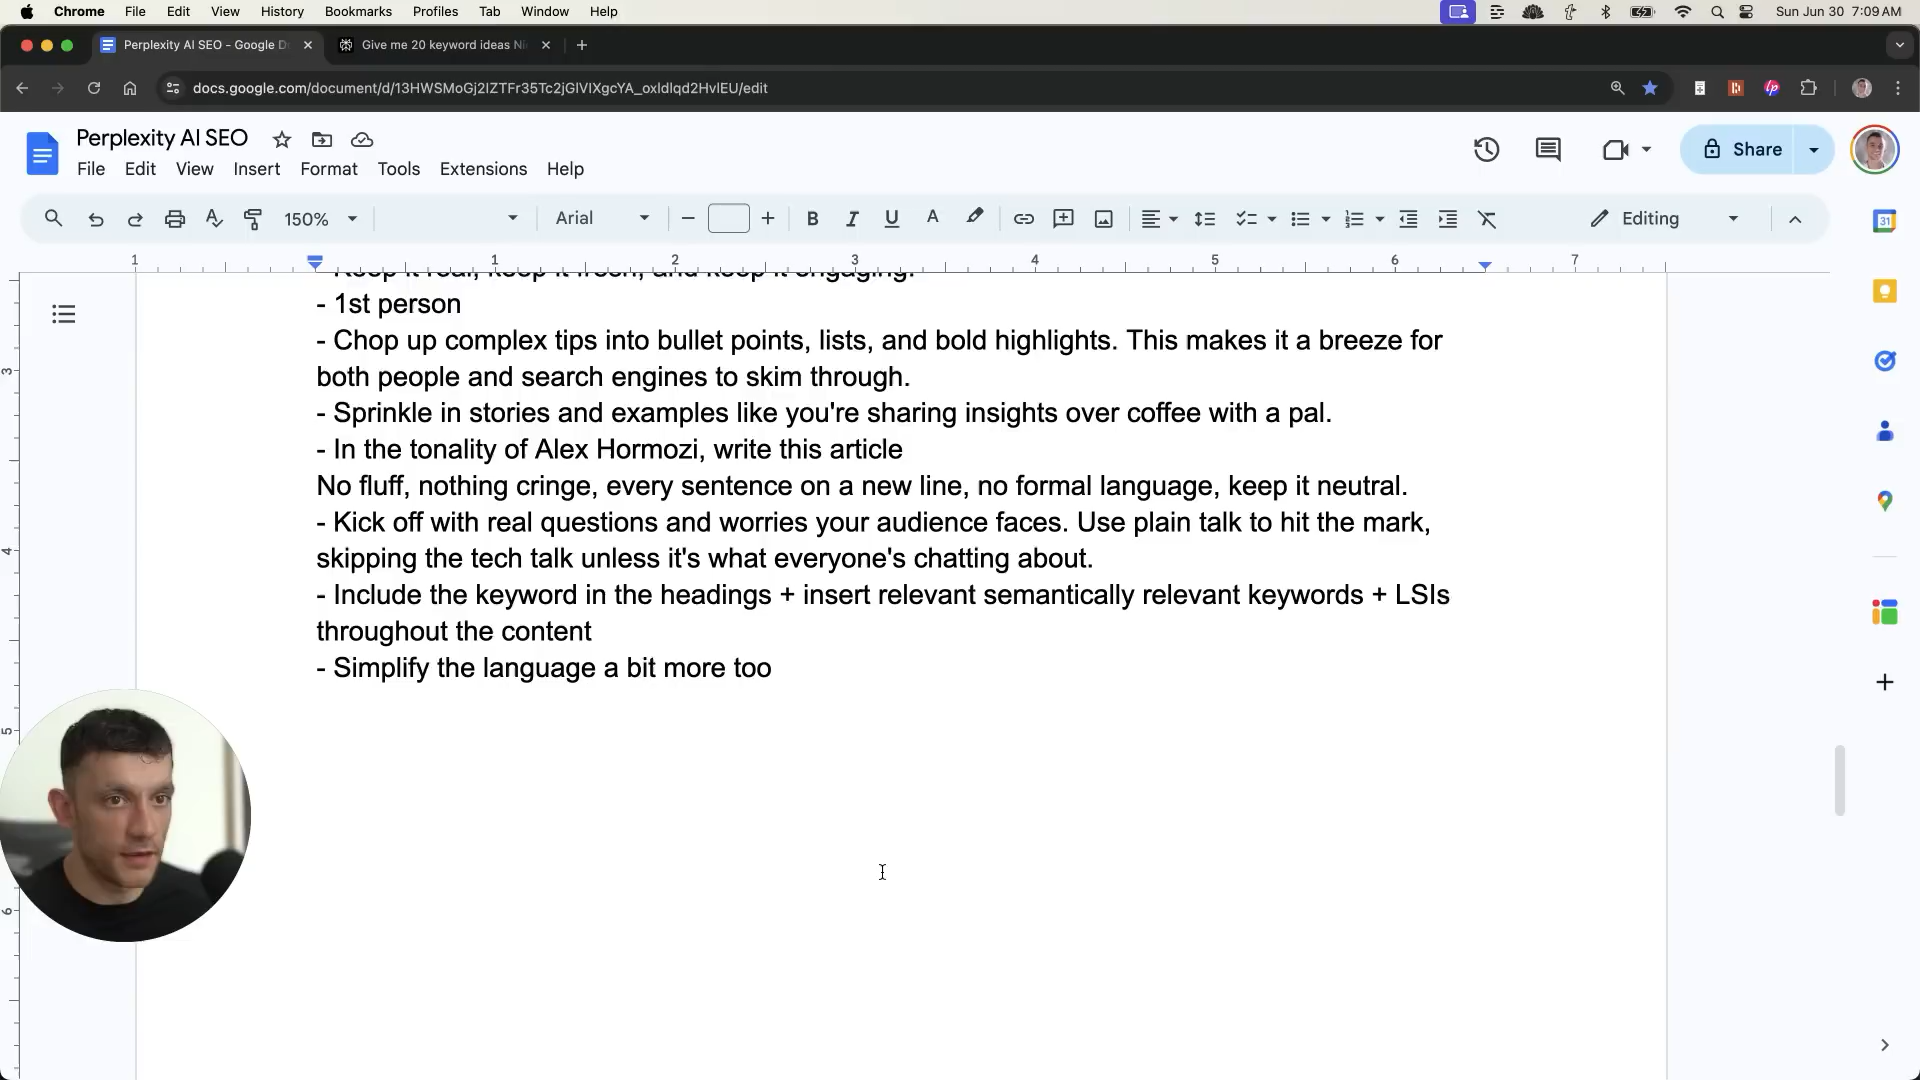 Chrome File Edit View History Bookmarks Profiles Tab Window Help
Sun Jun 30 7:09 AM
Perplexity AI SEO - Google D
Give me 20 keyword ideas Ni
docs.google.com/document/d/13HWSMoGj2IZTFr35Tc2jGlVIXgcYA_oxIdIqd2HvlEU/edit
Perplexity AI SEO
File Edit View Insert Format Tools Extensions Help
Share
150%
Arial
B I U A
Editing
31
1 1 2 3 4 5 6 7
- Keep it real, keep it fresh, and keep it engaging.
- 1st person
- Chop up complex tips into bullet points, lists, and bold highlights. This makes it a breeze for
both people and search engines to skim through.
- Sprinkle in stories and examples like you're sharing insights over coffee with a pal.
- In the tonality of Alex Hormozi, write this article
No fluff, nothing cringe, every sentence on a new line, no formal language, keep it neutral.
- Kick off with real questions and worries your audience faces. Use plain talk to hit the mark,
skipping the tech talk unless it's what everyone's chatting about.
- Include the keyword in the headings + insert relevant semantically relevant keywords + LSIs
throughout the content
- Simplify the language a bit more too
3
4
5
6